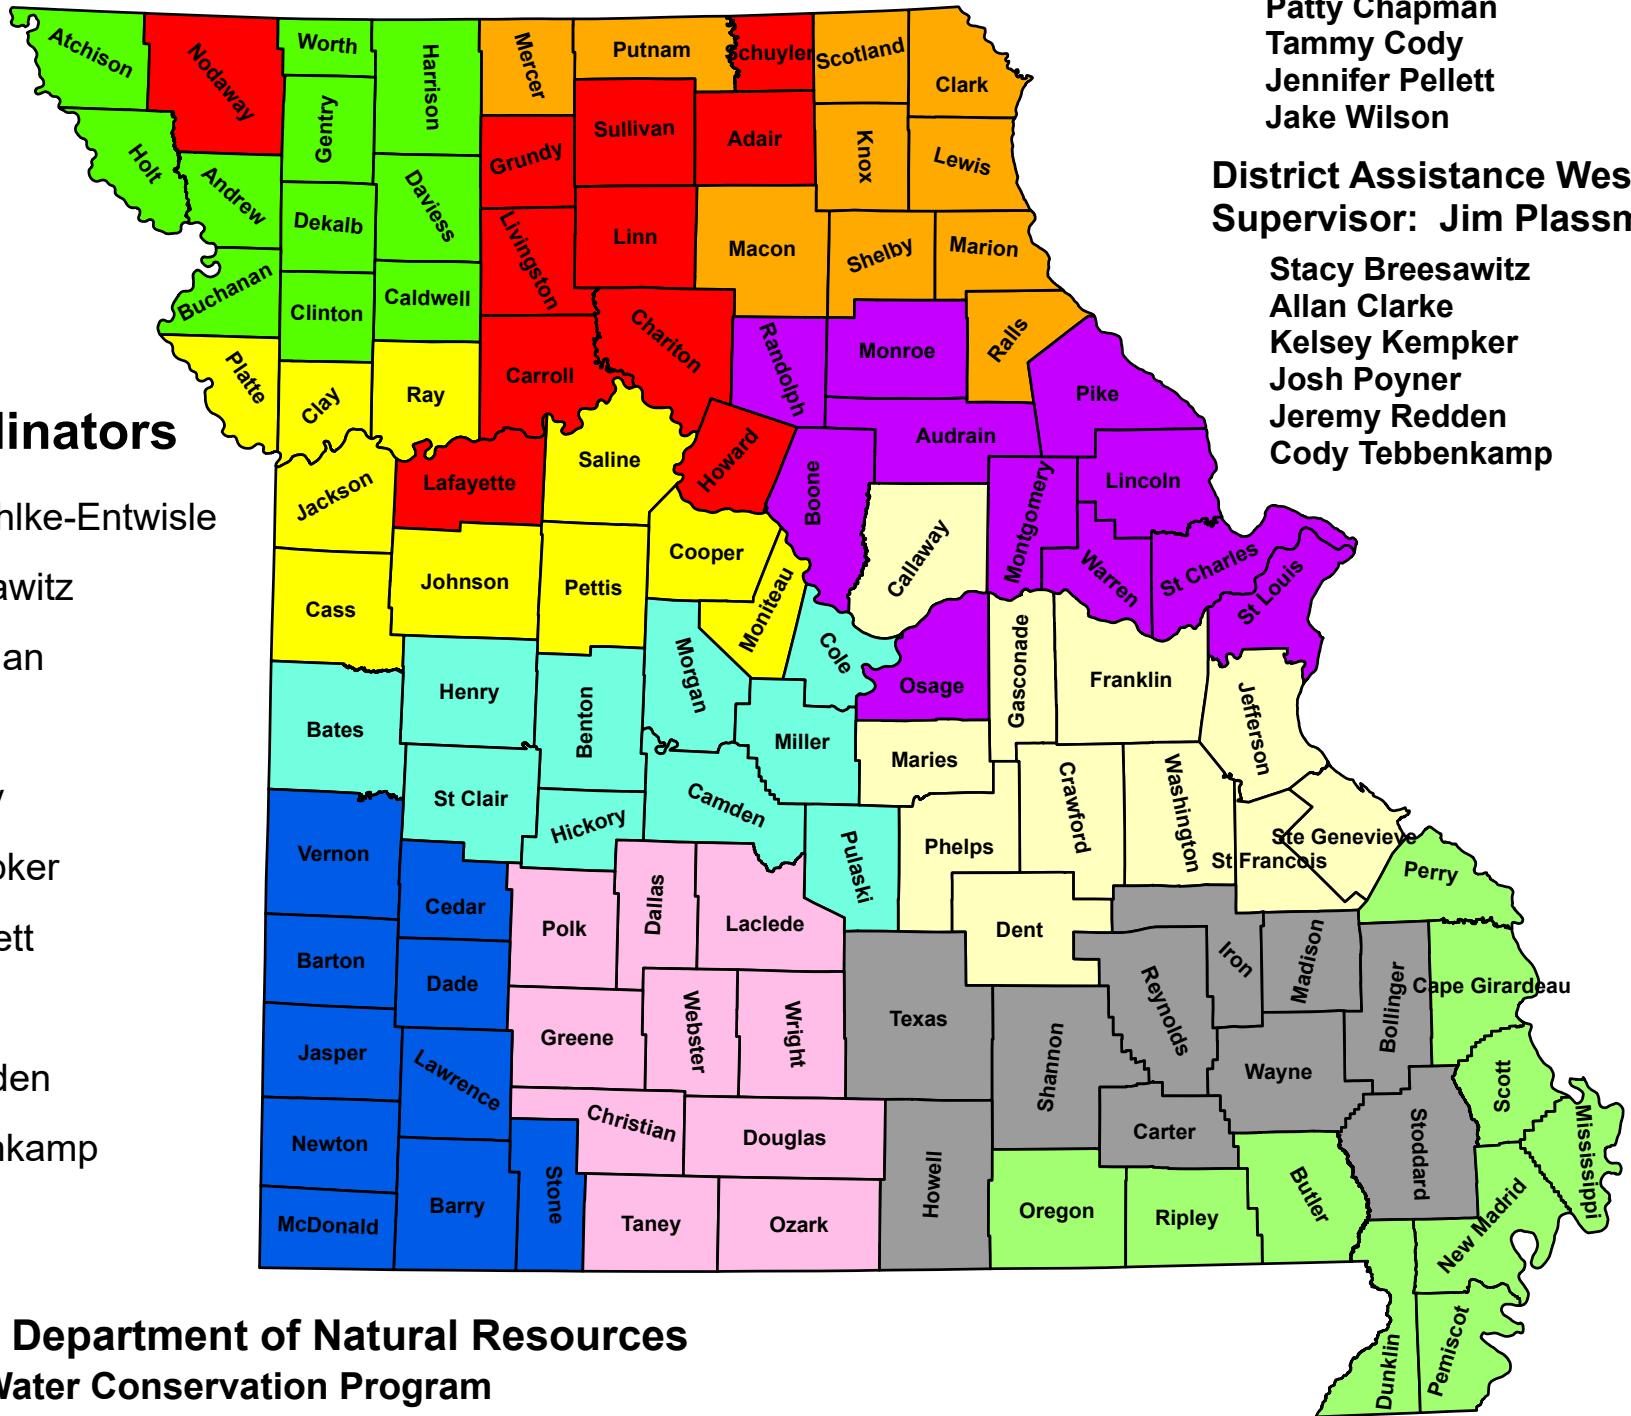 Patty Chapman
Tammy Cody
Jennifer Pellett
Jake Wilson
District Assistance Wes
Supervisor: Jim Plassn
Stacy Breesawitz
Allan Clarke
Kelsey Kempker
Josh Poyner
Jeremy Redden
Cody Tebbenkamp
linators
hlke-Entwisle
awitz
an
y
oker
ett
den
nkamp
Atchison
Nodaway
Worth
Harrison
Mercer
Putnam
Schuyler
Scotland
Clark
Holt
Andrew
Gentry
Dekalb
Daviess
Grundy
Sullivan
Adair
Knox
Lewis
Buchanan
Clinton
Caldwell
Livingston
Linn
Macon
Shelby
Marion
Platte
Clay
Ray
Carroll
Chariton
Randolph
Monroe
Ralls
Pike
Jackson
Lafayette
Saline
Howard
Boone
Audrain
Callaway
Montgomery
Lincoln
Warren
St Charles
St Louis
Cass
Johnson
Pettis
Cooper
Moniteau
Cole
Osage
Gasconade
Franklin
Jefferson
Bates
Henry
Benton
Morgan
Miller
Maries
St Clair
Hickory
Camden
Pulaski
Phelps
Crawford
Washington
St Francois
Ste Genevieve
Perry
Vernon
Cedar
Polk
Dallas
Laclede
Dent
Iron
Madison
Bollinger
Cape Girardeau
Barton
Dade
Greene
Webster
Wright
Texas
Shannon
Reynolds
Wayne
Scott
Mississippi
Jasper
Lawrence
Christian
Douglas
Howell
Carter
Stoddard
Newton
McDonald
Barry
Stone
Taney
Ozark
Oregon
Ripley
Butler
New Madrid
Dunklin
Pemiscot
Department of Natural Resources
Water Conservation Program